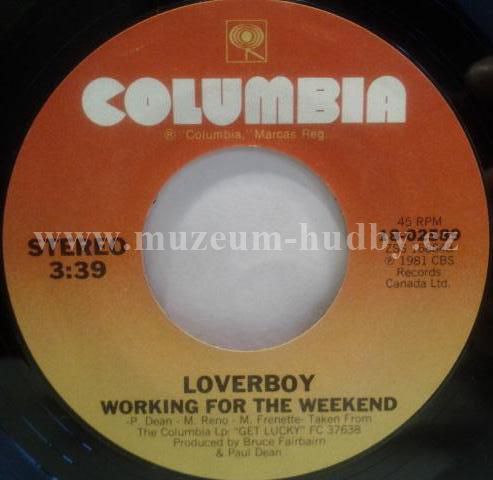 COLUMBIA
® "Columbia," Marcas Reg.
www.muzeum-hudby.cz
45 RPM
STEREO
3:39
℗ 1981 CBS
Records
Canada Ltd.
LOVERBOY
WORKING FOR THE WEEKEND
-P. Dean - M. Reno - M. Frenette- Taken From
The Columbia Lp: "GET LUCKY" FC 37638
Produced by Bruce Fairbairn
& Paul Dean